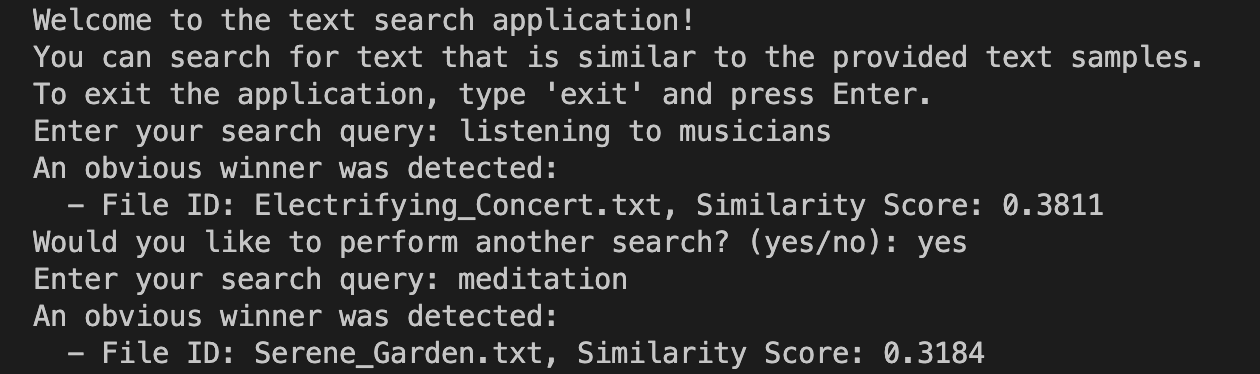 Welcome to the text search application!
You can search for text that is similar to the provided text samples.
To exit the application, type 'exit' and press Enter.
Enter your search query: listening to musicians
An obvious winner was detected:
  – File ID: Electrifying_Concert.txt, Similarity Score: 0.3811
Would you like to perform another search? (yes/no): yes
Enter your search query: meditation
An obvious winner was detected:
  – File ID: Serene_Garden.txt, Similarity Score: 0.3184